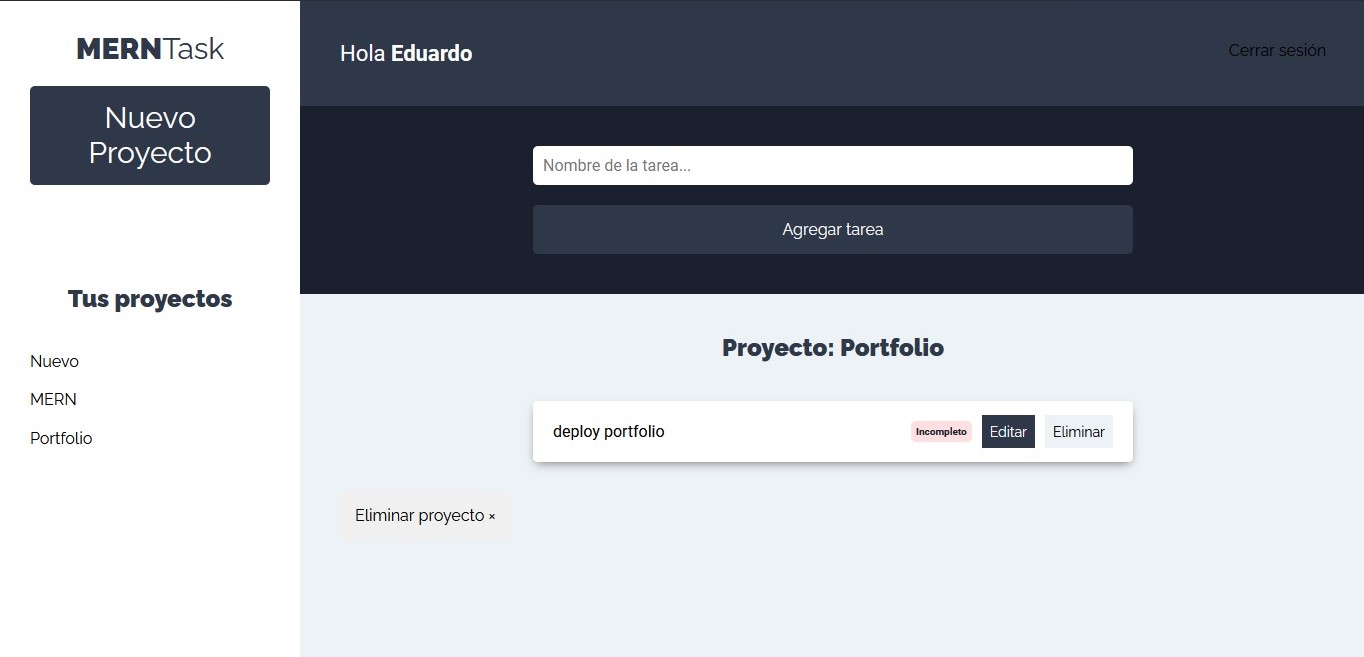 MERNTask
Nuevo
Proyecto
Tus proyectos
Nuevo
MERN
Portfolio
Hola Eduardo
Cerrar sesión
Nombre de la tarea...
Agregar tarea
Proyecto: Portfolio
deploy portfolio Incompleto Editar Eliminar
Eliminar proyecto ×